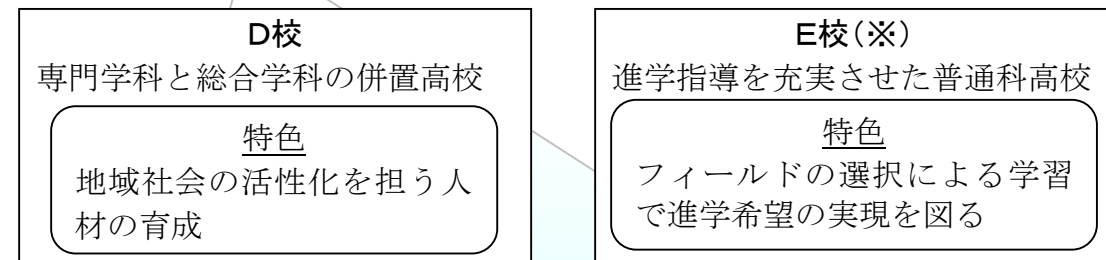 D校
専門学科と総合学科の併置高校
特色
地域社会の活性化を担う人
材の育成
E校(※)
進学指導を充実させた普通科高校
特色
フィールドの選択による学習
で進学希望の実現を図る